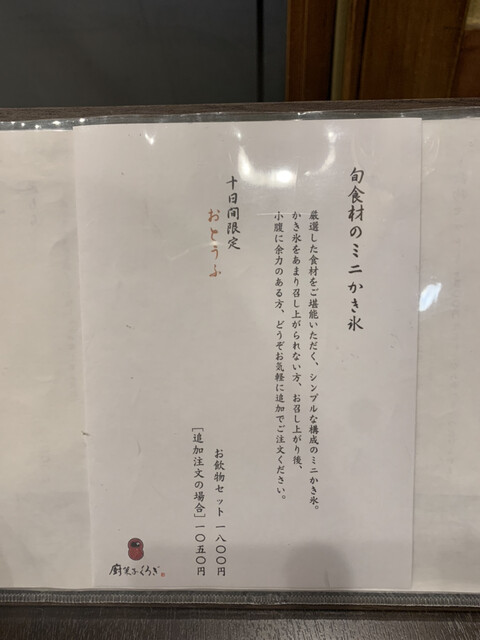 旬食材のミニかき氷
厳選した食材をご堪能いただく、シンプルな構成のミニかき氷。
かき氷をあまり召し上がられない方、お召し上がり後、
小腹に余力のある方、どうぞお気軽に追加でご注文ください。
十日間限定
おとうふ
お飲物セット 一八〇〇円
[追加注文の場合] 一〇五〇円
廚菓子くろぎ